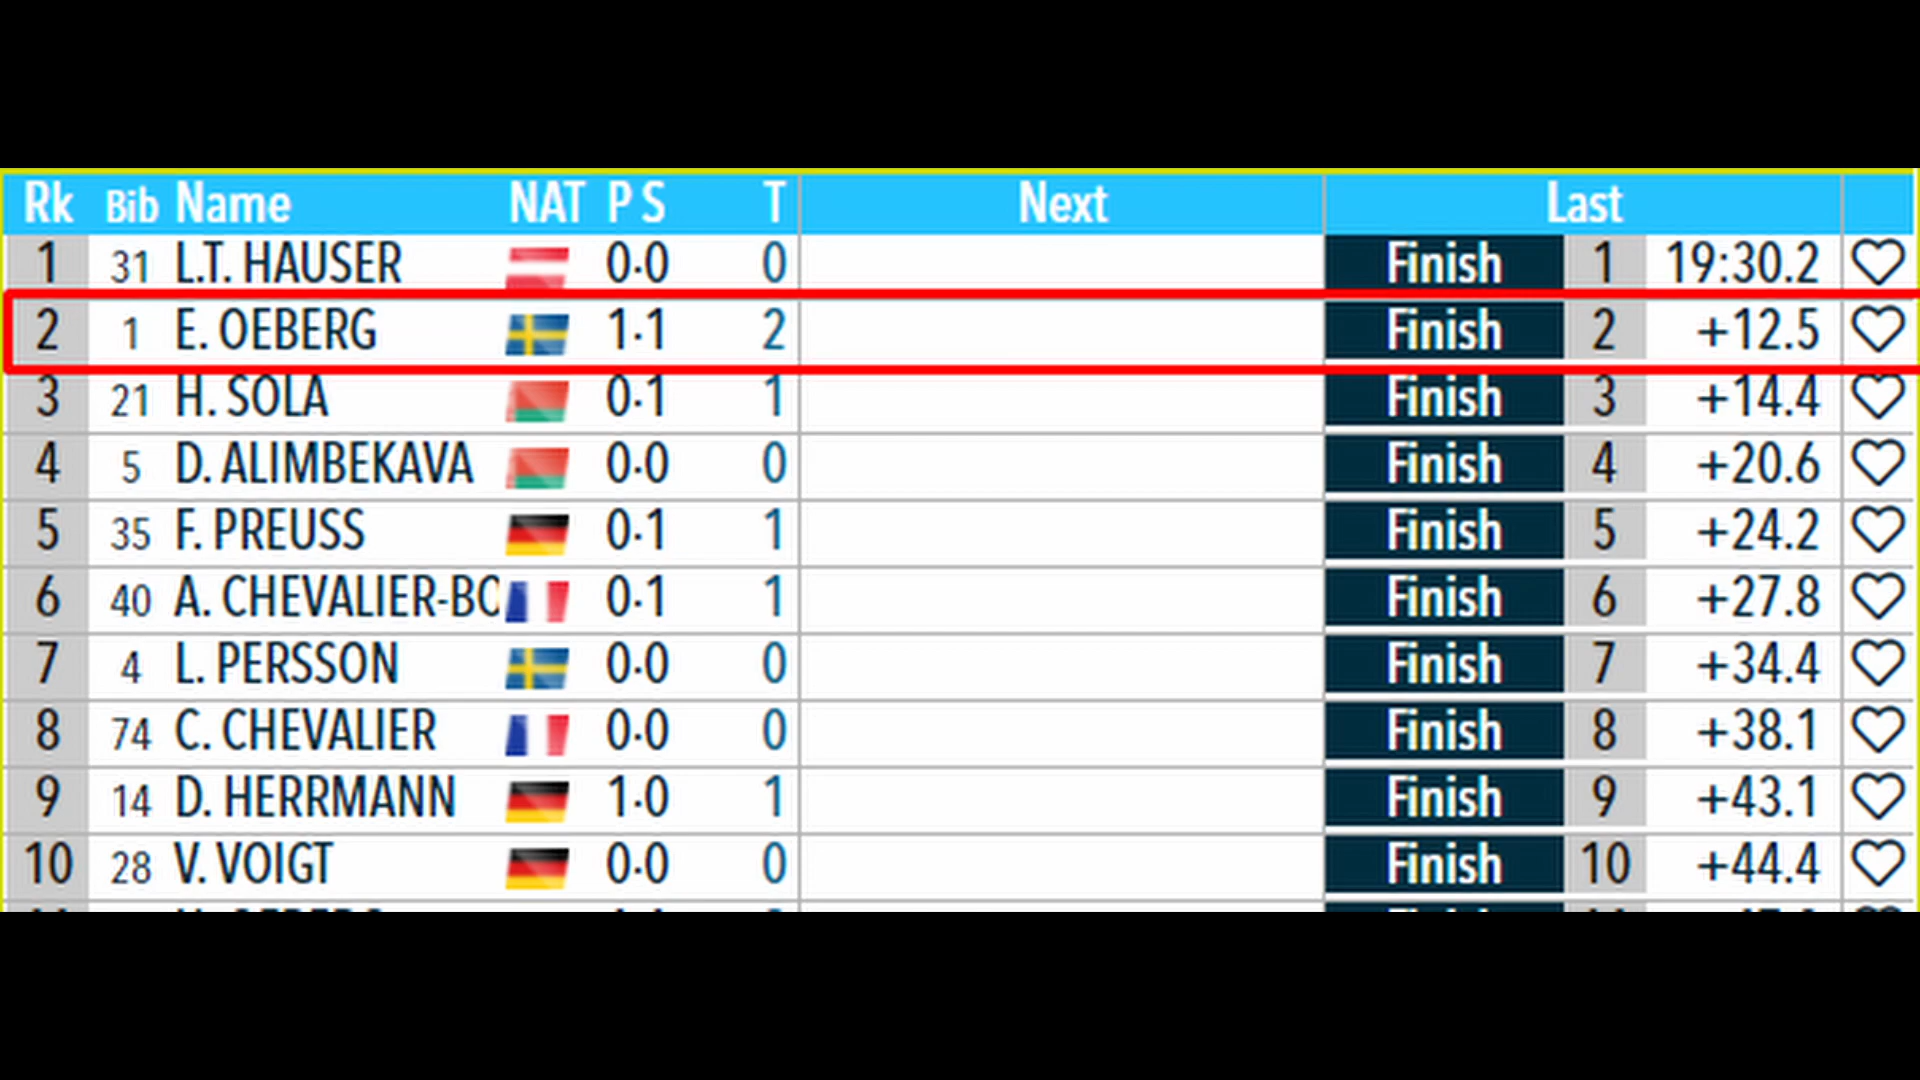 Rk Bib Name NAT P S T Next Last
1 31 L.T. HAUSER 0·0 0 Finish 1 19:30.2
2 1 E. OEBERG 1·1 2 Finish 2 +12.5
3 21 H. SOLA 0·1 1 Finish 3 +14.4
4 5 D. ALIMBEKAVA 0·0 0 Finish 4 +20.6
5 35 F. PREUSS 0·1 1 Finish 5 +24.2
6 40 A. CHEVALIER-BO 0·1 1 Finish 6 +27.8
7 4 L. PERSSON 0·0 0 Finish 7 +34.4
8 74 C. CHEVALIER 0·0 0 Finish 8 +38.1
9 14 D. HERRMANN 1·0 1 Finish 9 +43.1
10 28 V. VOIGT 0·0 0 Finish 10 +44.4